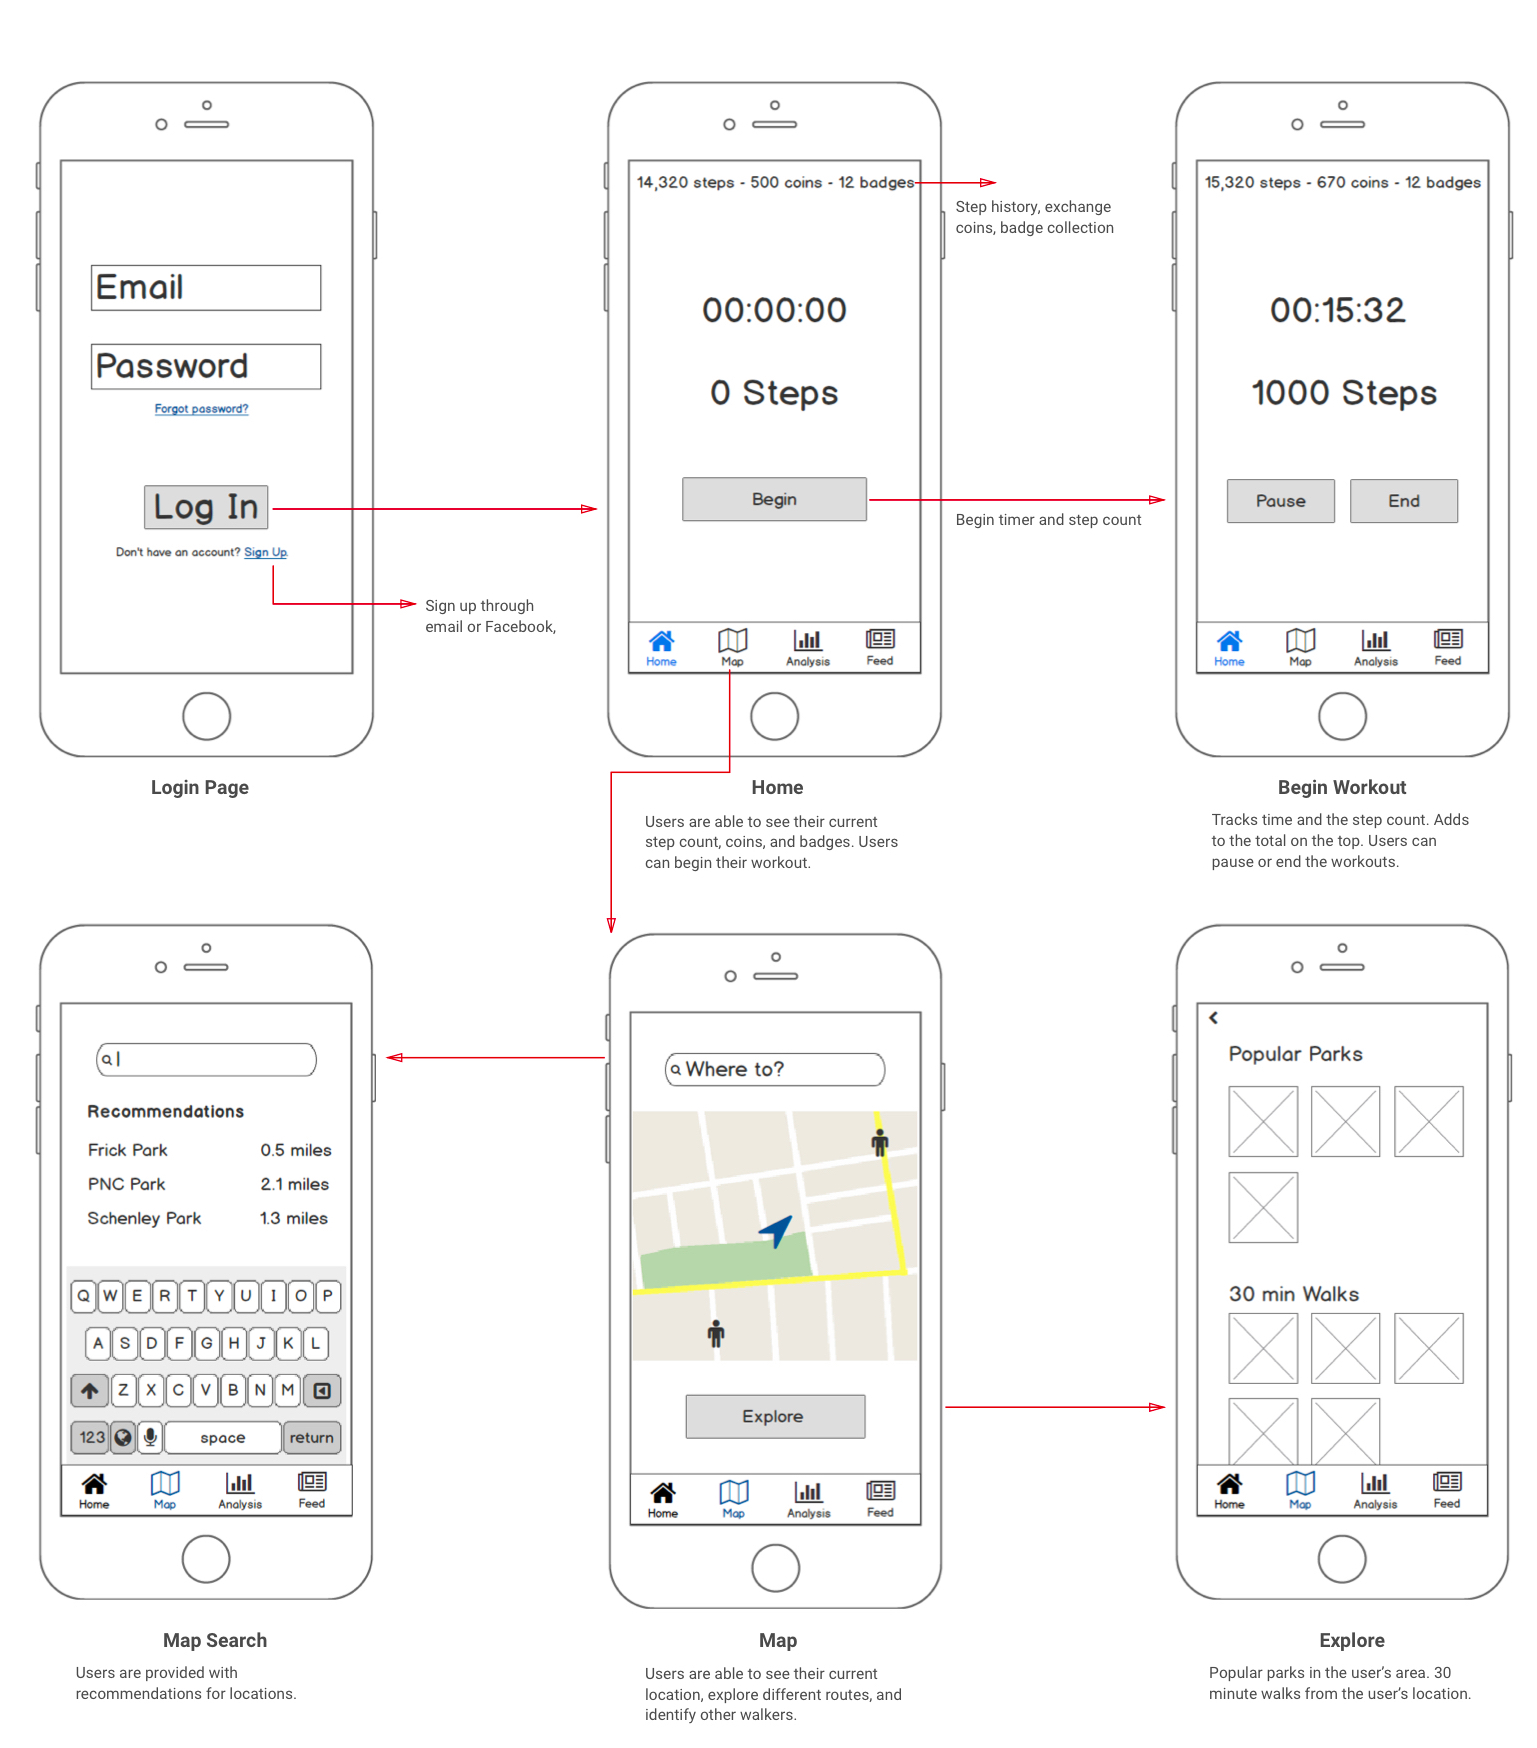 Email
Password
Forgot password?
Log In
Don't have an account? Sign Up.
Sign up through
email or Facebook,
Login Page
14,320 steps - 500 coins - 12 badges
Step history, exchange
coins, badge collection
00:00:00
0 Steps
Begin
Begin timer and step count
Home Map Analysis Feed
Home
Users are able to see their current
step count, coins, and badges. Users
can begin their workout.
15,320 steps - 670 coins - 12 badges
00:15:32
1000 Steps
Pause End
Home Map Analysis Feed
Begin Workout
Tracks time and the step count. Adds
to the total on the top. Users can
pause or end the workouts.
Recommendations
Frick Park 0.5 miles
PNC Park 2.1 miles
Schenley Park 1.3 miles
Q W E R T Y U I O P
A S D F G H J K L
Z X C V B N M
123 space return
Home Map Analysis Feed
Map Search
Users are provided with
recommendations for locations.
Where to?
Explore
Home Map Analysis Feed
Map
Users are able to see their current
location, explore different routes, and
identify other walkers.
Popular Parks
30 min Walks
Home Map Analysis Feed
Explore
Popular parks in the user's area. 30
minute walks from the user's location.